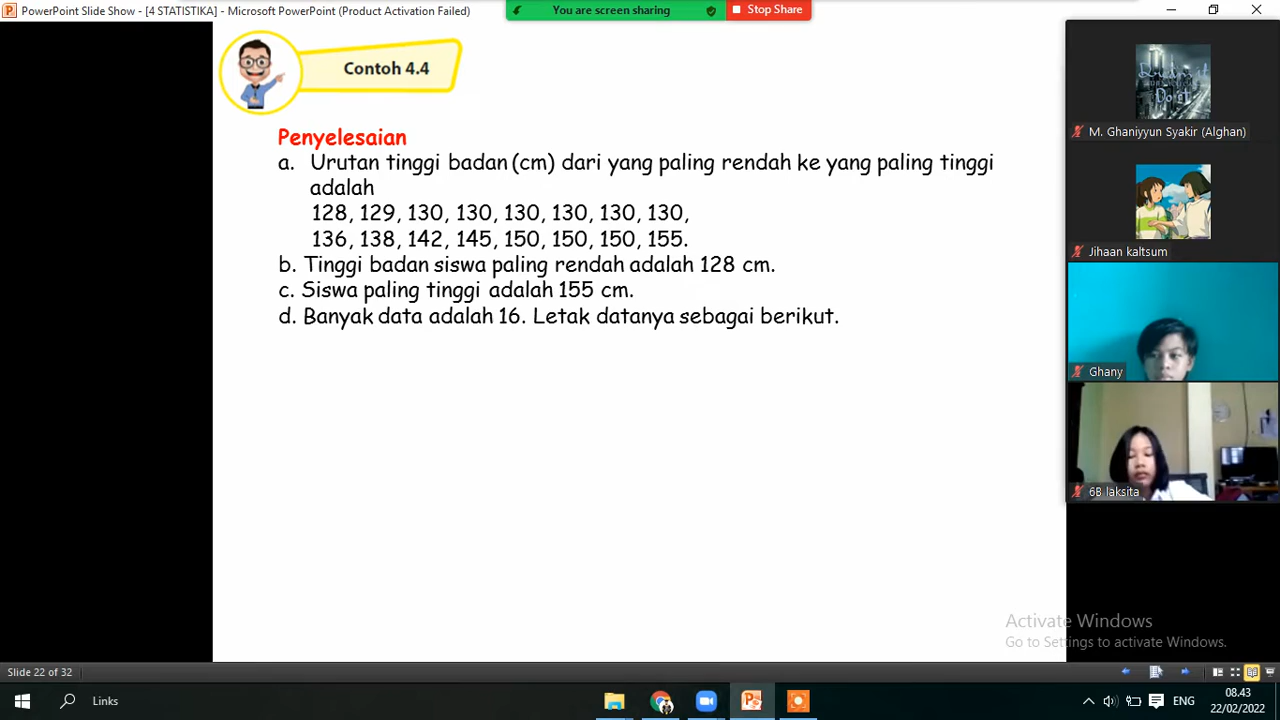 PowerPoint Slide Show - [4 STATISTIKA] - Microsoft PowerPoint (Product Activation Failed)
You are screen sharing
Stop Share
Contoh 4.4
Penyelesaian
a. Urutan tinggi badan (cm) dari yang paling rendah ke yang paling tinggi
adalah
128, 129, 130, 130, 130, 130, 130, 130,
136, 138, 142, 145, 150, 150, 150, 155.
b. Tinggi badan siswa paling rendah adalah 128 cm.
c. Siswa paling tinggi adalah 155 cm.
d. Banyak data adalah 16. Letak datanya sebagai berikut.
M. Ghaniyyun Syakir (Alghan)
Jihaan kaltsum
Ghany
6B laksita
Activate Windows
Go to Settings to activate Windows.
Slide 22 of 32
Links
ENG
08.43
22/02/2022